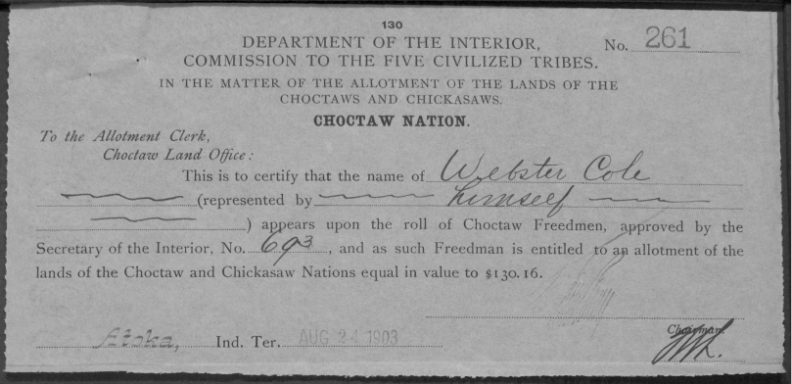 130
DEPARTMENT OF THE INTERIOR,
No. 261
COMMISSION TO THE FIVE CIVILIZED TRIBES.
IN THE MATTER OF THE ALLOTMENT OF THE LANDS OF THE
CHOCTAWS AND CHICKASAWS.
CHOCTAW NATION.
To the Allotment Clerk,
Choctaw Land Office:
This is to certify that the name of Webster Cole
(represented by himself
) appears upon the roll of Choctaw Freedmen, approved by the
Secretary of the Interior, No. 693, and as such Freedman is entitled to an allotment of the
lands of the Choctaw and Chickasaw Nations equal in value to $130.16.
Chairman.
Atoka, Ind. Ter. AUG 24 1903